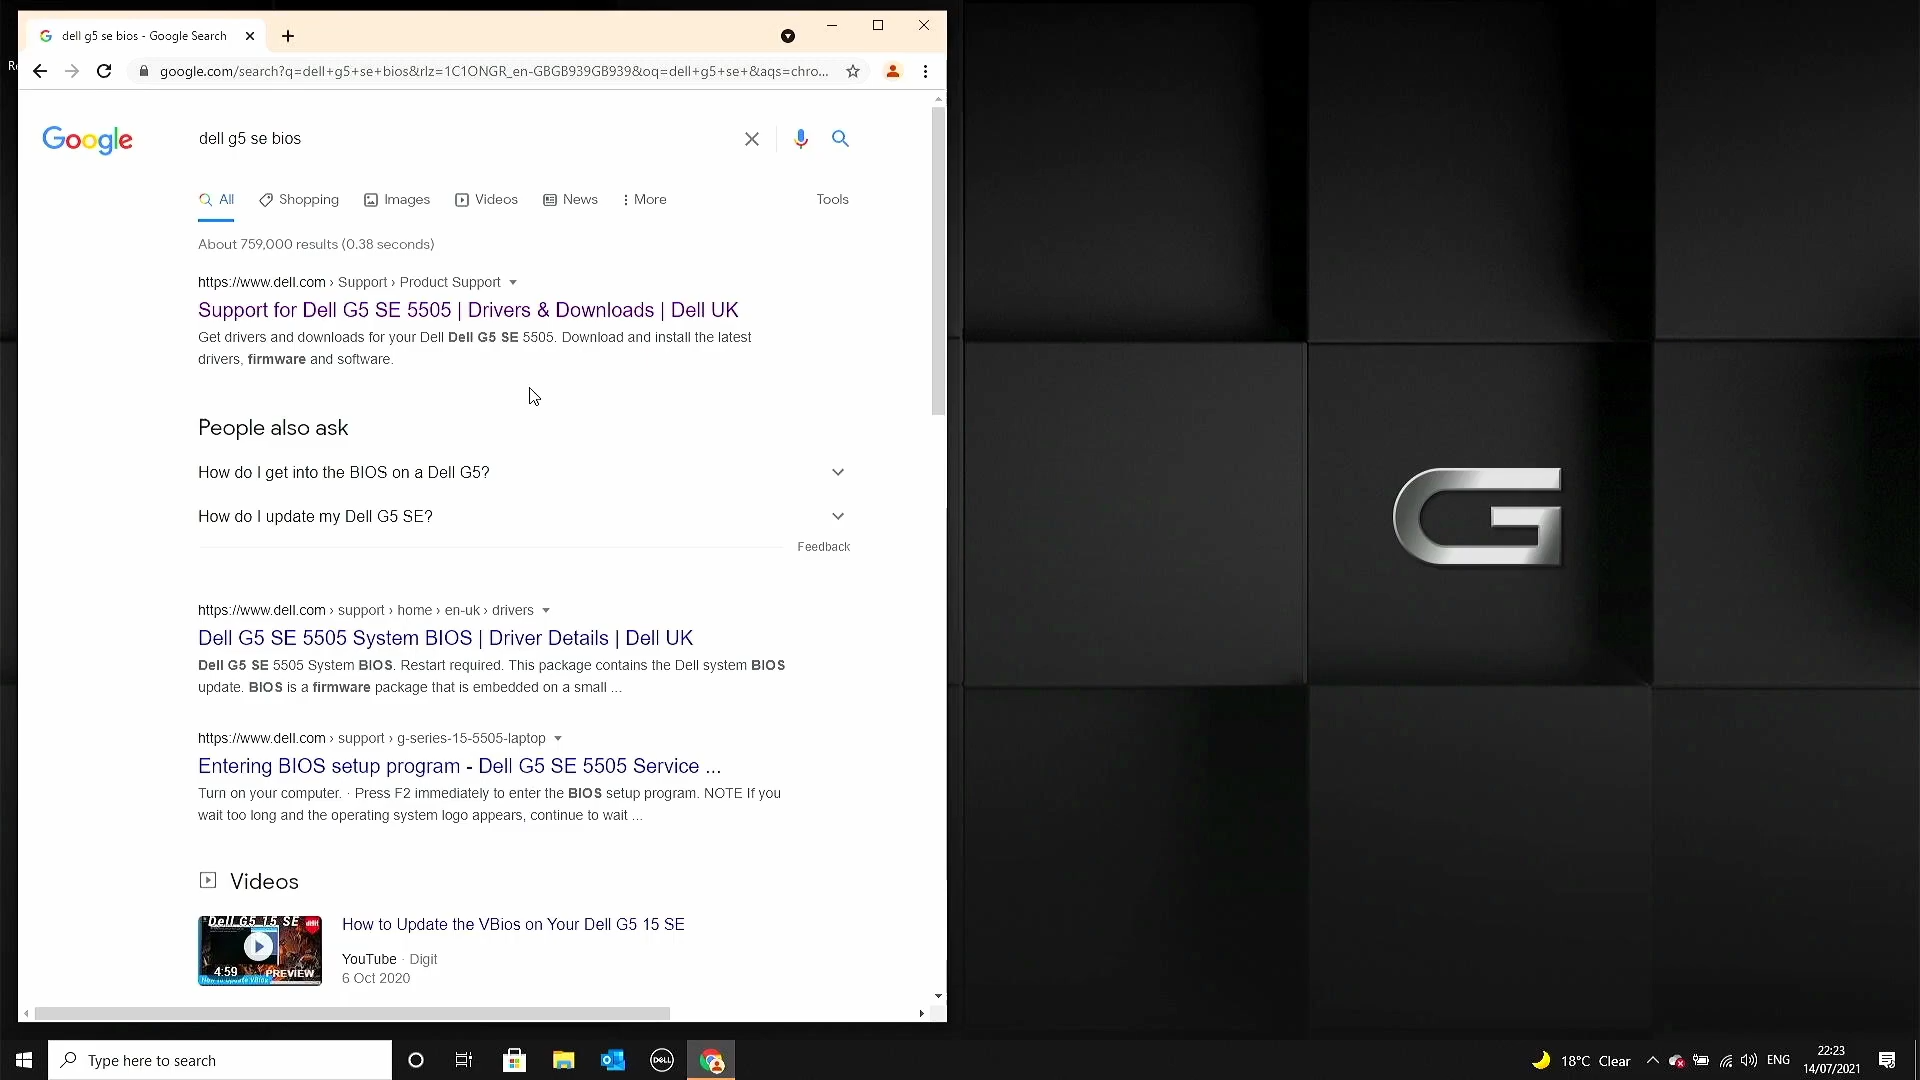 dell g5 se bios - Google Search
google.com/search?q=dell+g5+se+bios&rlz=1C1ONGR_en-GBGB939GB939&oq=dell+g5+se+&aqs=chro...
Google
dell g5 se bios
All Shopping Images Videos News More Tools
About 759,000 results (0.38 seconds)
https://www.dell.com › Support › Product Support
Support for Dell G5 SE 5505 | Drivers & Downloads | Dell UK
Get drivers and downloads for your Dell Dell G5 SE 5505. Download and install the latest
drivers, firmware and software.
People also ask
How do I get into the BIOS on a Dell G5?
How do I update my Dell G5 SE?
Feedback
https://www.dell.com › support › home › en-uk › drivers
Dell G5 SE 5505 System BIOS | Driver Details | Dell UK
Dell G5 SE 5505 System BIOS. Restart required. This package contains the Dell system BIOS
update. BIOS is a firmware package that is embedded on a small ...
https://www.dell.com › support › g-series-15-5505-laptop
Entering BIOS setup program - Dell G5 SE 5505 Service ...
Turn on your computer. · Press F2 immediately to enter the BIOS setup program. NOTE If you
wait too long and the operating system logo appears, continue to wait ...
Videos
Dell G5 15 SE
4:59
PREVIEW
How to Update the VBios on Your Dell G5 15 SE
YouTube · Digit
6 Oct 2020
G
Type here to search
DELL
18°C Clear
ENG
22:23
14/07/2021